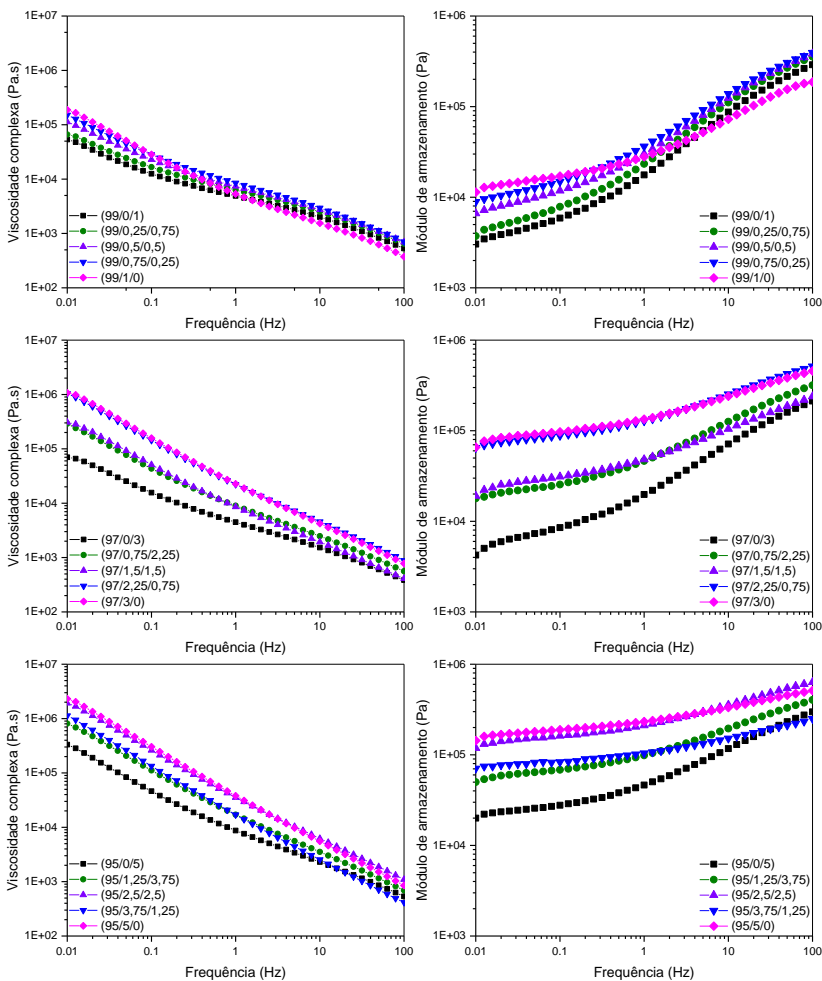 1E+07
1E+06
1E+05
1E+04
1E+03
1E+02
Viscosidade complexa (Pa.s)
(99/0/1)
(99/0,25/0,75)
(99/0,5/0,5)
(99/0,75/0,25)
(99/1/0)
0.01 0.1 1 10 100
Frequência (Hz)
1E+06
1E+05
1E+04
1E+03
Módulo de armazenamento (Pa)
(99/0/1)
(99/0,25/0,75)
(99/0,5/0,5)
(99/0,75/0,25)
(99/1/0)
0.01 0.1 1 10 100
Frequência (Hz)
1E+07
1E+06
1E+05
1E+04
1E+03
1E+02
Viscosidade complexa (Pa.s)
(97/0/3)
(97/0,75/2,25)
(97/1,5/1,5)
(97/2,25/0,75)
(97/3/0)
0.01 0.1 1 10 100
Frequência (Hz)
1E+06
1E+05
1E+04
1E+03
Módulo de armazenamento (Pa)
(97/0/3)
(97/0,75/2,25)
(97/1,5/1,5)
(97/2,25/0,75)
(97/3/0)
0.01 0.1 1 10 100
Frequência (Hz)
1E+07
1E+06
1E+05
1E+04
1E+03
1E+02
Viscosidade complexa (Pa.s)
(95/0/5)
(95/1,25/3,75)
(95/2,5/2,5)
(95/3,75/1,25)
(95/5/0)
0.01 0.1 1 10 100
Frequência (Hz)
1E+06
1E+05
1E+04
1E+03
Módulo de armazenamento (Pa)
(95/0/5)
(95/1,25/3,75)
(95/2,5/2,5)
(95/3,75/1,25)
(95/5/0)
0.01 0.1 1 10 100
Frequência (Hz)